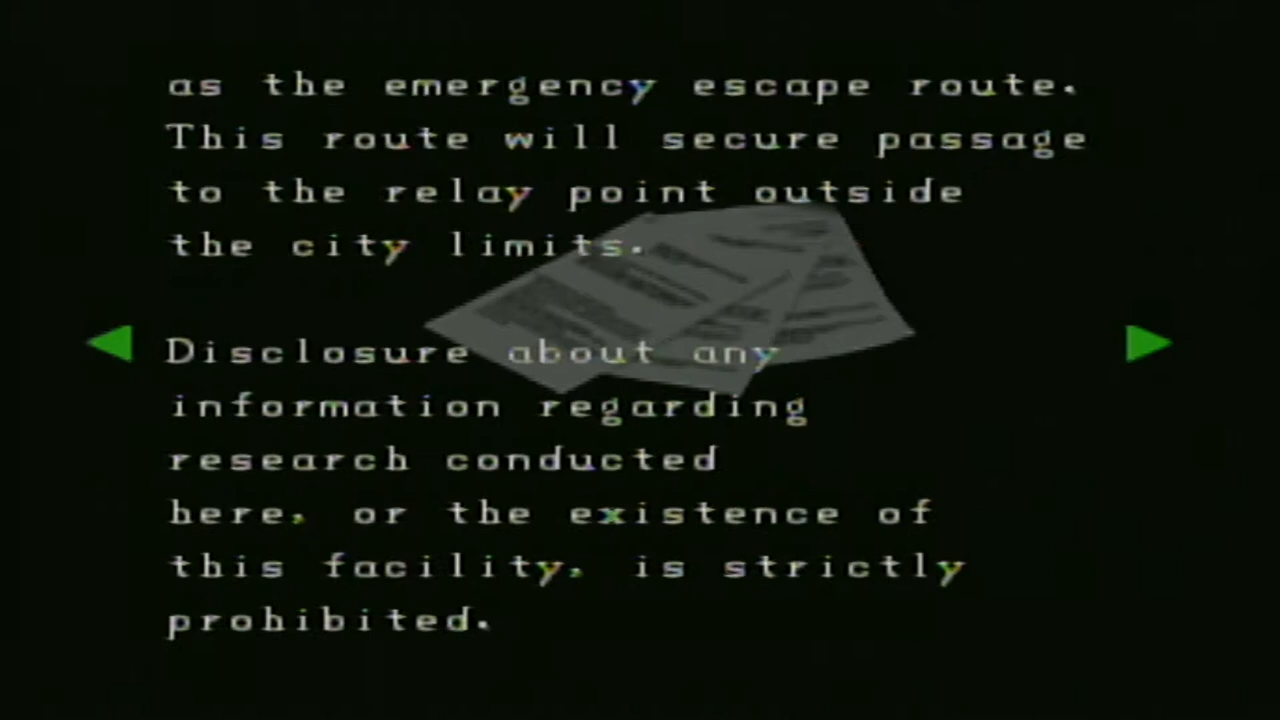 as the emergency escape route.
This route will secure passage
to the relay point outside
the city limits.
Disclosure about any
information regarding
research conducted
here, or the existence of
this facility, is strictly
prohibited.